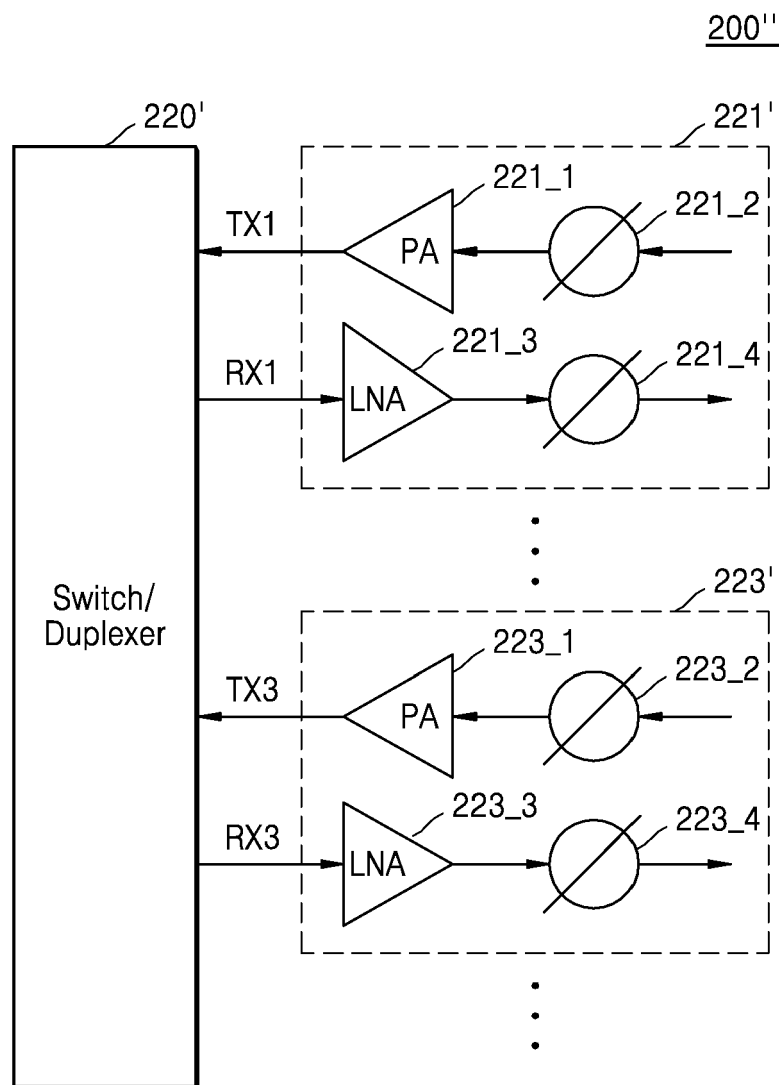 200''
220'
221'
221_1
221_2
TX1
PA
221_3
221_4
RX1
LNA
Switch/
Duplexer
223'
223_1
223_2
TX3
PA
223_3
223_4
RX3
LNA